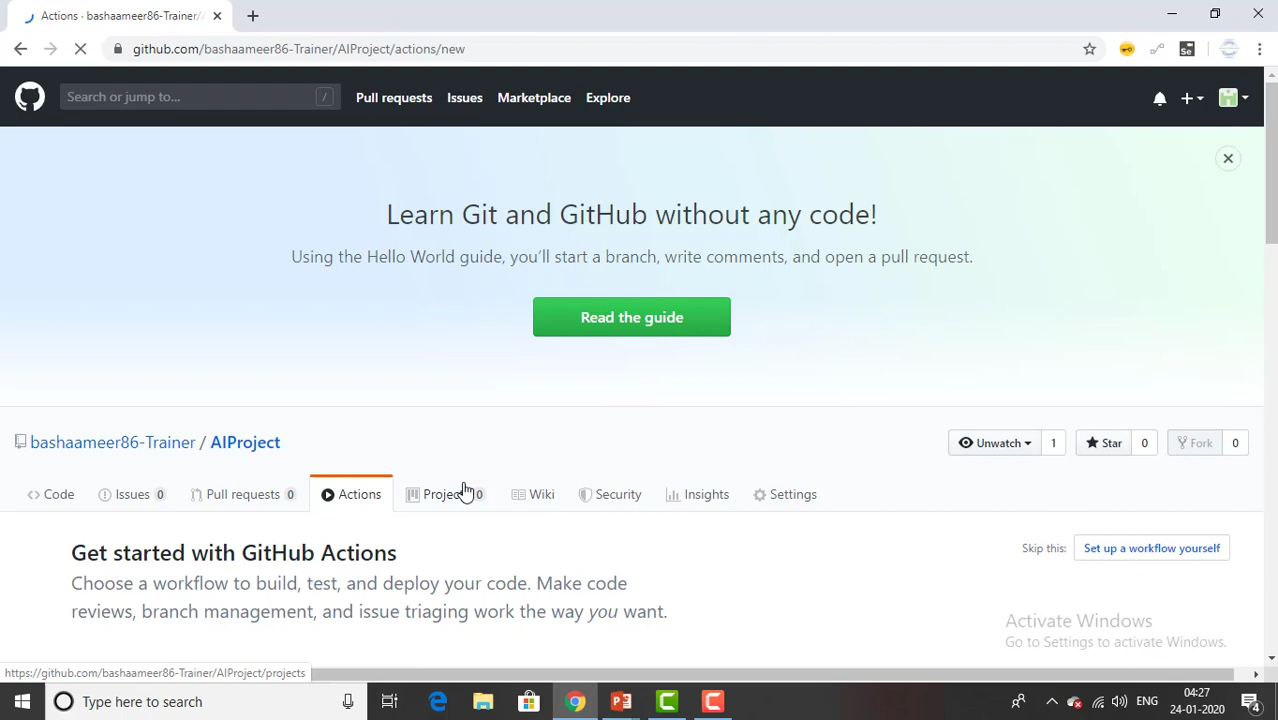 Actions · bashaameer86-Trainer/
github.com/bashaameer86-Trainer/AIProject/actions/new
Se
Search or jump to...
/
Pull requests
Issues
Marketplace
Explore
Learn Git and GitHub without any code!
Using the Hello World guide, you’ll start a branch, write comments, and open a pull request.
Read the guide
bashaameer86-Trainer / AIProject
Unwatch 1
Star 0
Fork 0
Code
Issues 0
Pull requests 0
Actions
Projec 0
Wiki
Security
Insights
Settings
Get started with GitHub Actions
Skip this: Set up a workflow yourself
Choose a workflow to build, test, and deploy your code. Make code
reviews, branch management, and issue triaging work the way you want.
Activate Windows
Go to Settings to activate Windows.
https://github.com/bashaameer86-Trainer/AIProject/projects
Type here to search
ENG
04:27
24-01-2020
4